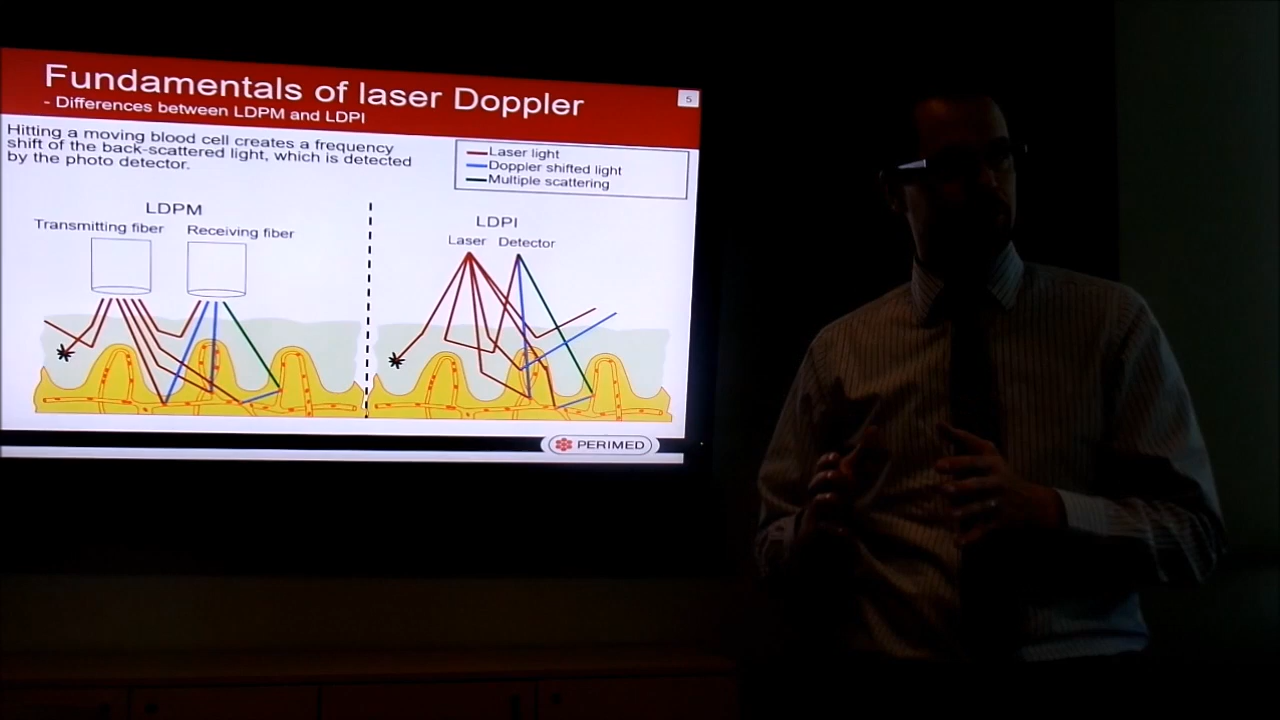 Fundamentals of laser Doppler
- Differences between LDPM and LDPI
5
Hitting a moving blood cell creates a frequency
shift of the back-scattered light, which is detected
by the photo detector.
Laser light
Doppler shifted light
Multiple scattering
LDPM
Transmitting fiber
Receiving fiber
LDPI
Laser
Detector
PERIMED